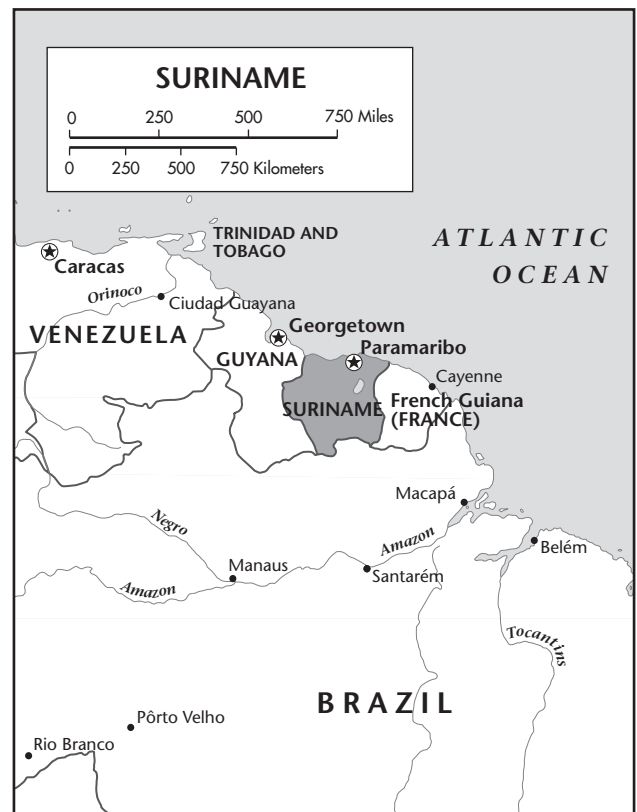 SURINAME
0 250 500 750 Miles
0 250 500 750 Kilometers
TRINIDAD AND
TOBAGO
ATLANTIC
OCEAN
Caracas
Orinoco
Ciudad Guayana
VENEZUELA
Georgetown
GUYANA
Paramaribo
Cayenne
SURINAME
French Guiana
(FRANCE)
Macapá
Negro
Amazon
Belém
Manaus
Santarém
Amazon
Tocantins
BRAZIL
Pôrto Velho
Rio Branco